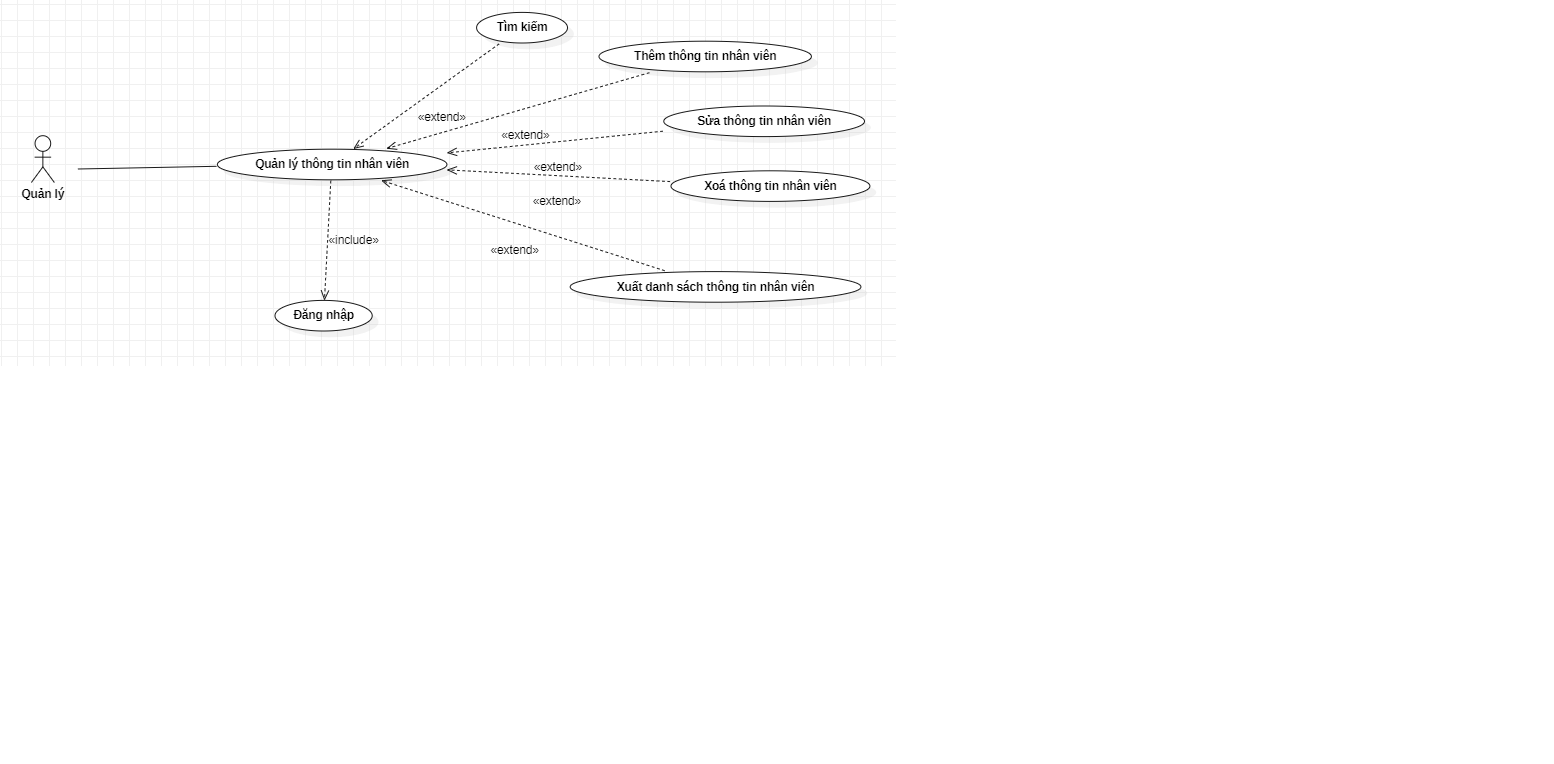 Tìm kiếm
Thêm thông tin nhân viên
«extend»
Sửa thông tin nhân viên
«extend»
Quản lý thông tin nhân viên
«extend»
Xoá thông tin nhân viên
Quản lý
«extend»
«include»
«extend»
Xuất danh sách thông tin nhân viên
Đăng nhập